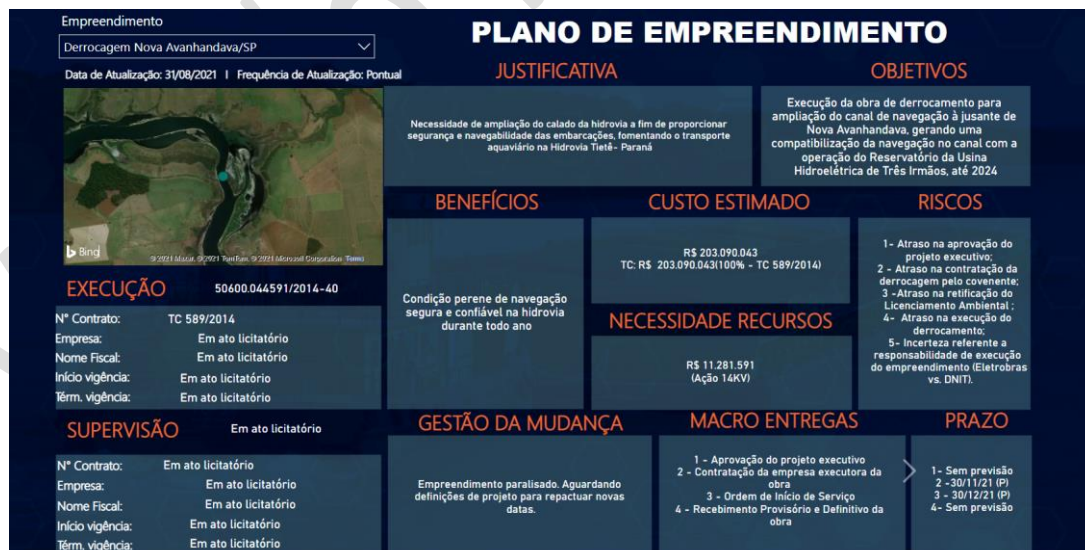 Empreendimento
Derrocagem Nova Avanhandava/SP
Data de Atualização: 31/08/2021 I Frequência de Atualização: Pontual
Bing
© 2021 Maxar, ©2021 TomTom, © 2021 Microsoft Corporation Terms
EXECUÇÃO
50600.044591/2014-40
N° Contrato: TC 589/2014
Empresa: Em ato licitatório
Nome Fiscal: Em ato licitatório
Início vigência: Em ato licitatório
Térm. vigência: Em ato licitatório
SUPERVISÃO
Em ato licitatório
N° Contrato: Em ato licitatório
Empresa: Em ato licitatório
Nome Fiscal: Em ato licitatório
Início vigência: Em ato licitatório
Térm. vigência: Em ato licitatório
PLANO DE EMPREENDIMENTO
JUSTIFICATIVA
Necessidade de ampliação do calado da hidrovia a fim de proporcionar
segurança e navegabilidade das embarcações, fomentando o transporte
aquaviário na Hidrovia Tietê- Paraná
OBJETIVOS
Execução da obra de derrocamento para
ampliação do canal de navegação à jusante de
Nova Avanhandava, gerando uma
compatibilização da navegação no canal com a
operação do Reservatório da Usina
Hidroelétrica de Três Irmãos, até 2024
BENEFÍCIOS
Condição perene de navegação
segura e confiável na hidrovia
durante todo ano
CUSTO ESTIMADO
R$ 203.090.043
TC: R$ 203.090.043(100% - TC 589/2014)
NECESSIDADE RECURSOS
R$ 11.281.591
(Ação 14KV)
RISCOS
1- Atraso na aprovação do
projeto executivo;
2 - Atraso na contratação da
derrocagem pelo covenente;
3 -Atraso na retificação do
Licenciamento Ambiental ;
4- Atraso na execução do
derrocamento;
5- Incerteza referente a
responsabilidade de execução
do empreendimento (Eletrobras
vs. DNIT).
GESTÃO DA MUDANÇA
Empreendimento paralisado. Aguardando
definições de projeto para repactuar novas
datas.
MACRO ENTREGAS
1 - Aprovação do projeto executivo
2 - Contratação da empresa executora da
obra
3 - Ordem de Início de Serviço
4 - Recebimento Provisório e Definitivo da
obra
PRAZO
1- Sem previsão
2 -30/11/21 (P)
3 - 30/12/21 (P)
4- Sem previsão